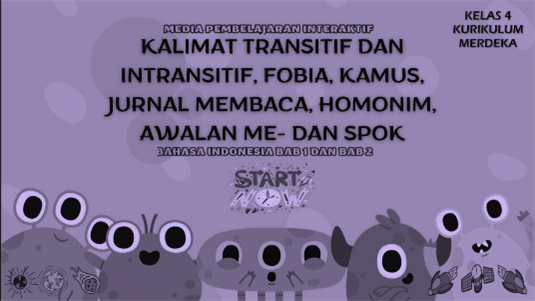 MEDIA PEMBELAJARAN INTERAKTIF
KELAS 4
KURIKULUM
MERDEKA
KALIMAT TRANSITIF DAN
INTRANSITIF, FOBIA, KAMUS,
JURNAL MEMBACA, HOMONIM,
AWALAN ME- DAN SPOK
BAHASA INDONESIA BAB 1 DAN BAB 2
START
NOW